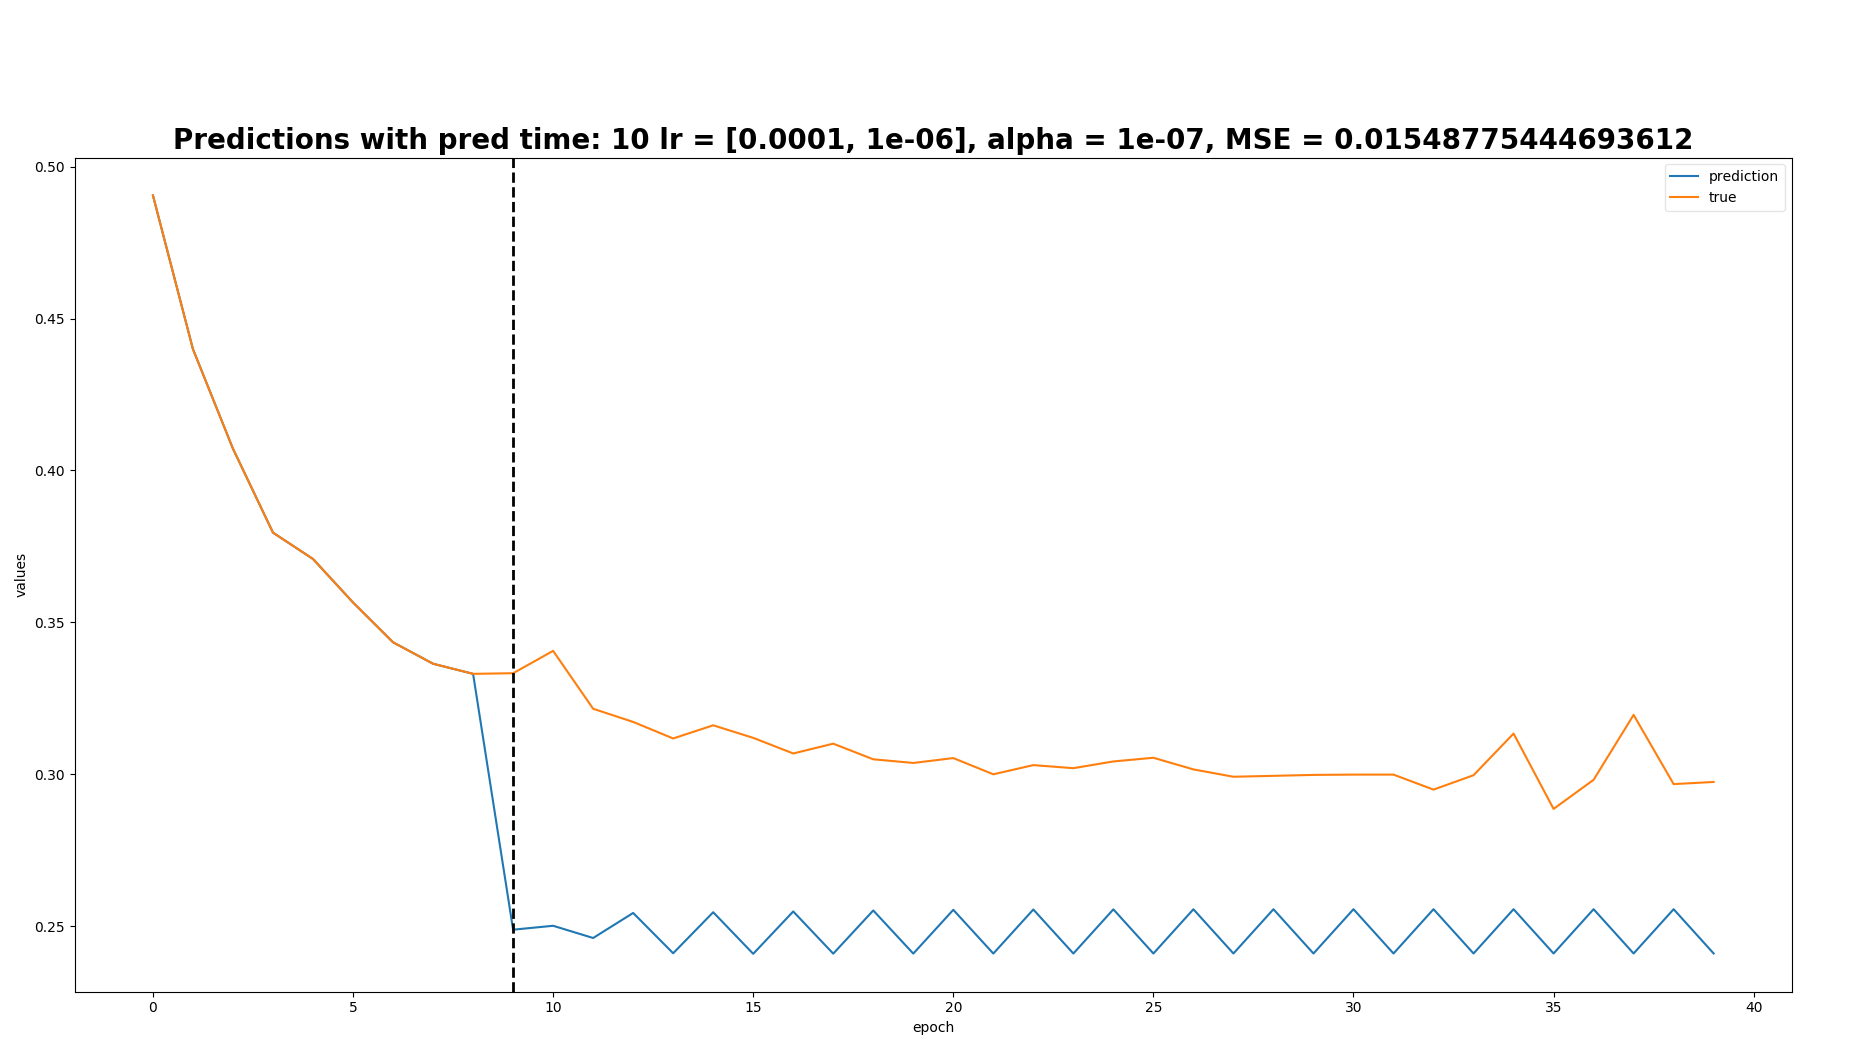 Predictions with pred time: 10 lr = [0.0001, 1e-06], alpha = 1e-07, MSE = 0.01548775444693612
prediction
true
0.50
0.45
0.40
0.35
0.30
0.25
values
0 5 10 15 20 25 30 35 40
epoch